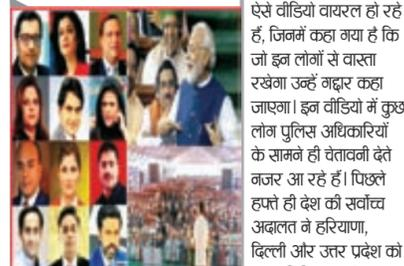 ऐसे वीडियो वायरल हो रहे
हैं, जिनमें कहा गया है कि
जो इन लोगों से वास्ता
रखेगा उन्हें गद्दार कहा
जाएगा। इन वीडियो में कुछ
लोग पुलिस अधिकारियों
के सामने ही चेतावनी देते
नजर आ रहे हैं। पिछले
हफ्ते ही देश की सर्वोच्च
अदालत ने हरियाणा,
दिल्ली और उत्तर प्रदेश को